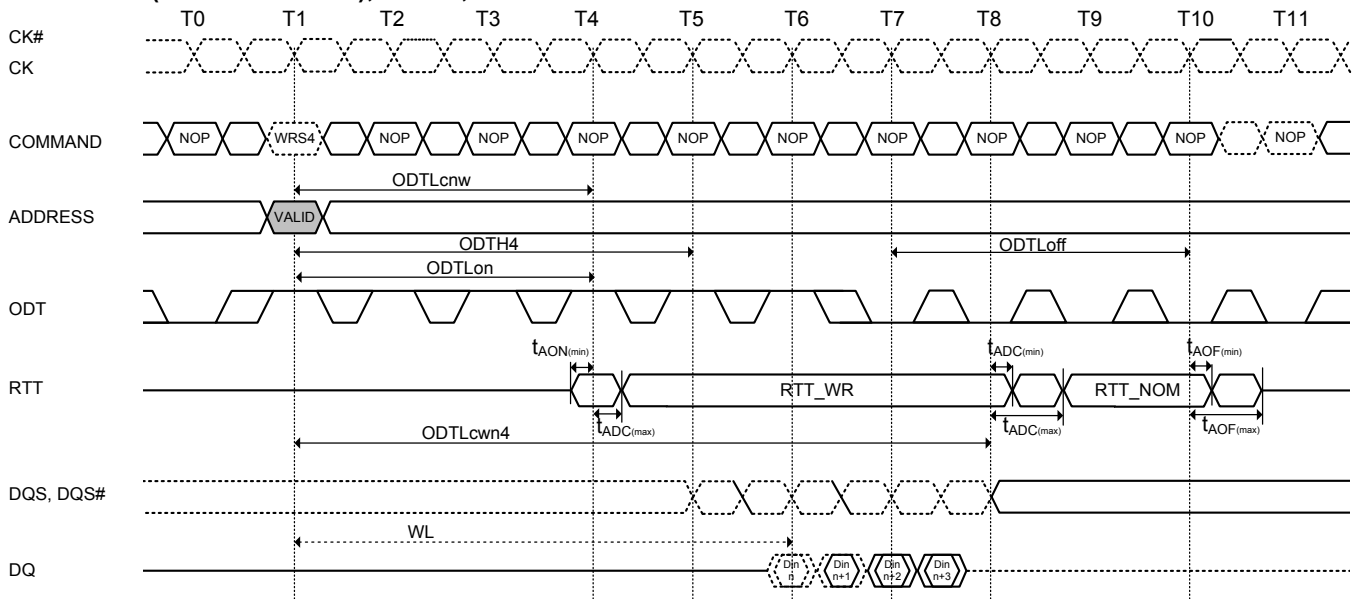 T0 T1 T2 T3 T4 T5 T6 T7 T8 T9 T10 T11
CK#
CK
COMMAND
NOP WRS4 NOP NOP NOP NOP NOP NOP NOP NOP NOP NOP
ODTLcnw
ADDRESS
VALID
ODTH4
ODTLoff
ODTLon
ODT
tAON(min)
tADC(min)
tAOF(min)
RTT
RTT_WR
RTT_NOM
tADC(max)
tADC(max)
tAOF(max)
ODTLcwn4
DQS, DQS#
WL
DQ
Din n
Din n+1
Din n+2
Din n+3